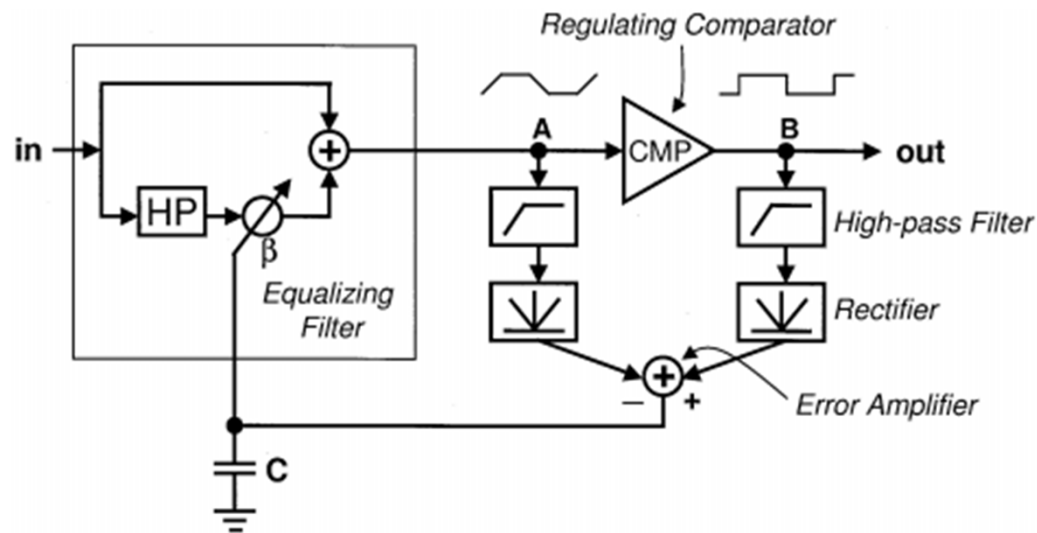 Regulating Comparator
A
B
in
+
CMP
out
HP
β
High-pass Filter
Equalizing
Filter
Rectifier
+
− +
Error Amplifier
C